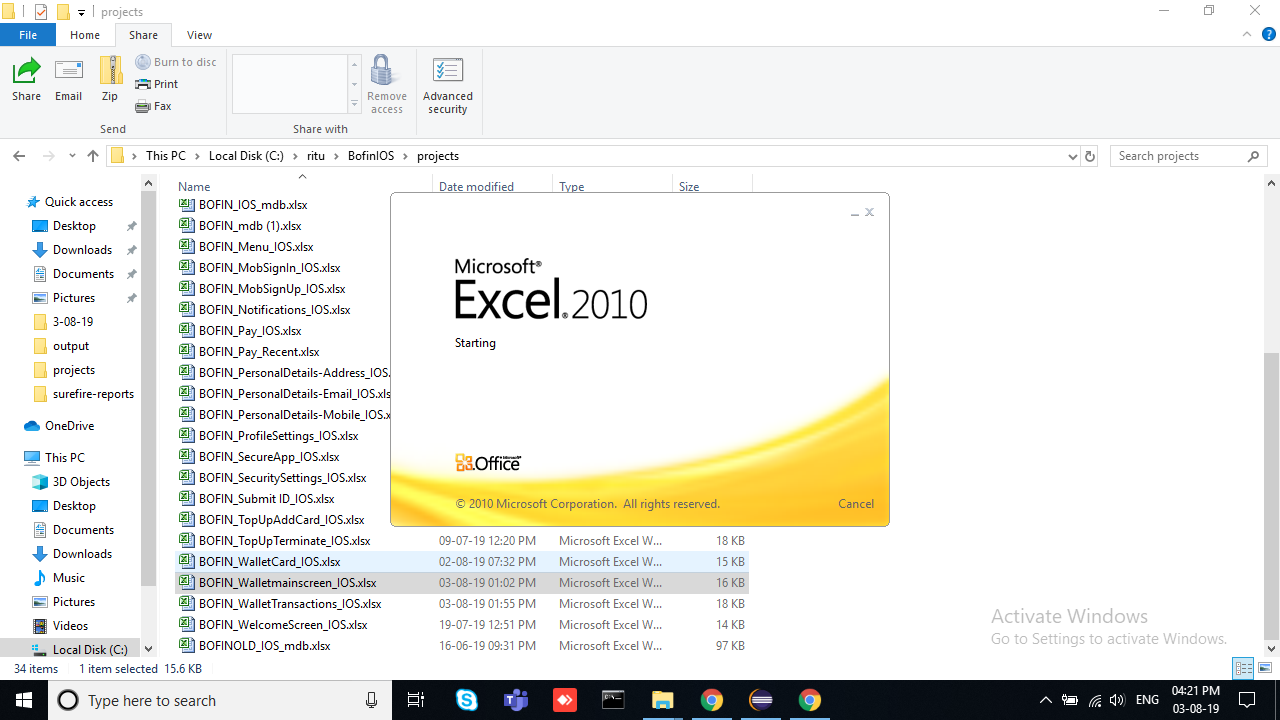 projects
File Home Share View
Share Email Zip Burn to disc Print Fax Remove access Advanced security
Send Share with
This PC Local Disk (C:) ritu BofinIOS projects Search projects
Name Date modified Type Size
Quick access
Desktop
Downloads
Documents
Pictures
3-08-19
output
projects
surefire-reports
OneDrive
This PC
3D Objects
Desktop
Documents
Downloads
Music
Pictures
Videos
Local Disk (C:)
BOFIN_IOS_mdb.xlsx
BOFIN_mdb (1).xlsx
BOFIN_Menu_IOS.xlsx
BOFIN_MobSignIn_IOS.xlsx
BOFIN_MobSignUp_IOS.xlsx
BOFIN_Notifications_IOS.xlsx
BOFIN_Pay_IOS.xlsx
BOFIN_Pay_Recent.xlsx
BOFIN_PersonalDetails-Address_IOS.
BOFIN_PersonalDetails-Email_IOS.xls
BOFIN_PersonalDetails-Mobile_IOS.x
BOFIN_ProfileSettings_IOS.xlsx
BOFIN_SecureApp_IOS.xlsx
BOFIN_SecuritySettings_IOS.xlsx
BOFIN_Submit ID_IOS.xlsx
BOFIN_TopUpAddCard_IOS.xlsx
BOFIN_TopUpTerminate_IOS.xlsx 09-07-19 12:20 PM Microsoft Excel W... 18 KB
BOFIN_WalletCard_IOS.xlsx 02-08-19 07:32 PM Microsoft Excel W... 15 KB
BOFIN_Walletmainscreen_IOS.xlsx 03-08-19 01:02 PM Microsoft Excel W... 16 KB
BOFIN_WalletTransactions_IOS.xlsx 03-08-19 01:55 PM Microsoft Excel W... 18 KB
BOFIN_WelcomeScreen_IOS.xlsx 19-07-19 12:51 PM Microsoft Excel W... 14 KB
BOFINOLD_IOS_mdb.xlsx 16-06-19 09:31 PM Microsoft Excel W... 97 KB
Microsoft®
Excel®2010
Starting
Microsoft®
Office
© 2010 Microsoft Corporation. All rights reserved. Cancel
Activate Windows
Go to Settings to activate Windows.
34 items 1 item selected 15.6 KB
Type here to search ENG 04:21 PM
03-08-19